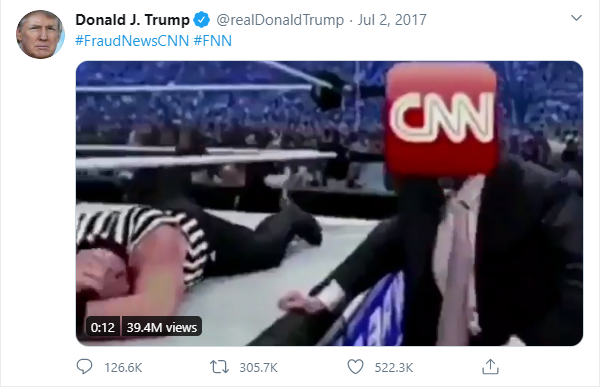 Donald J. Trump @realDonaldTrump · Jul 2, 2017
#FraudNewsCNN #FNN
CNN
0:12 39.4M views
126.6K 305.7K 522.3K